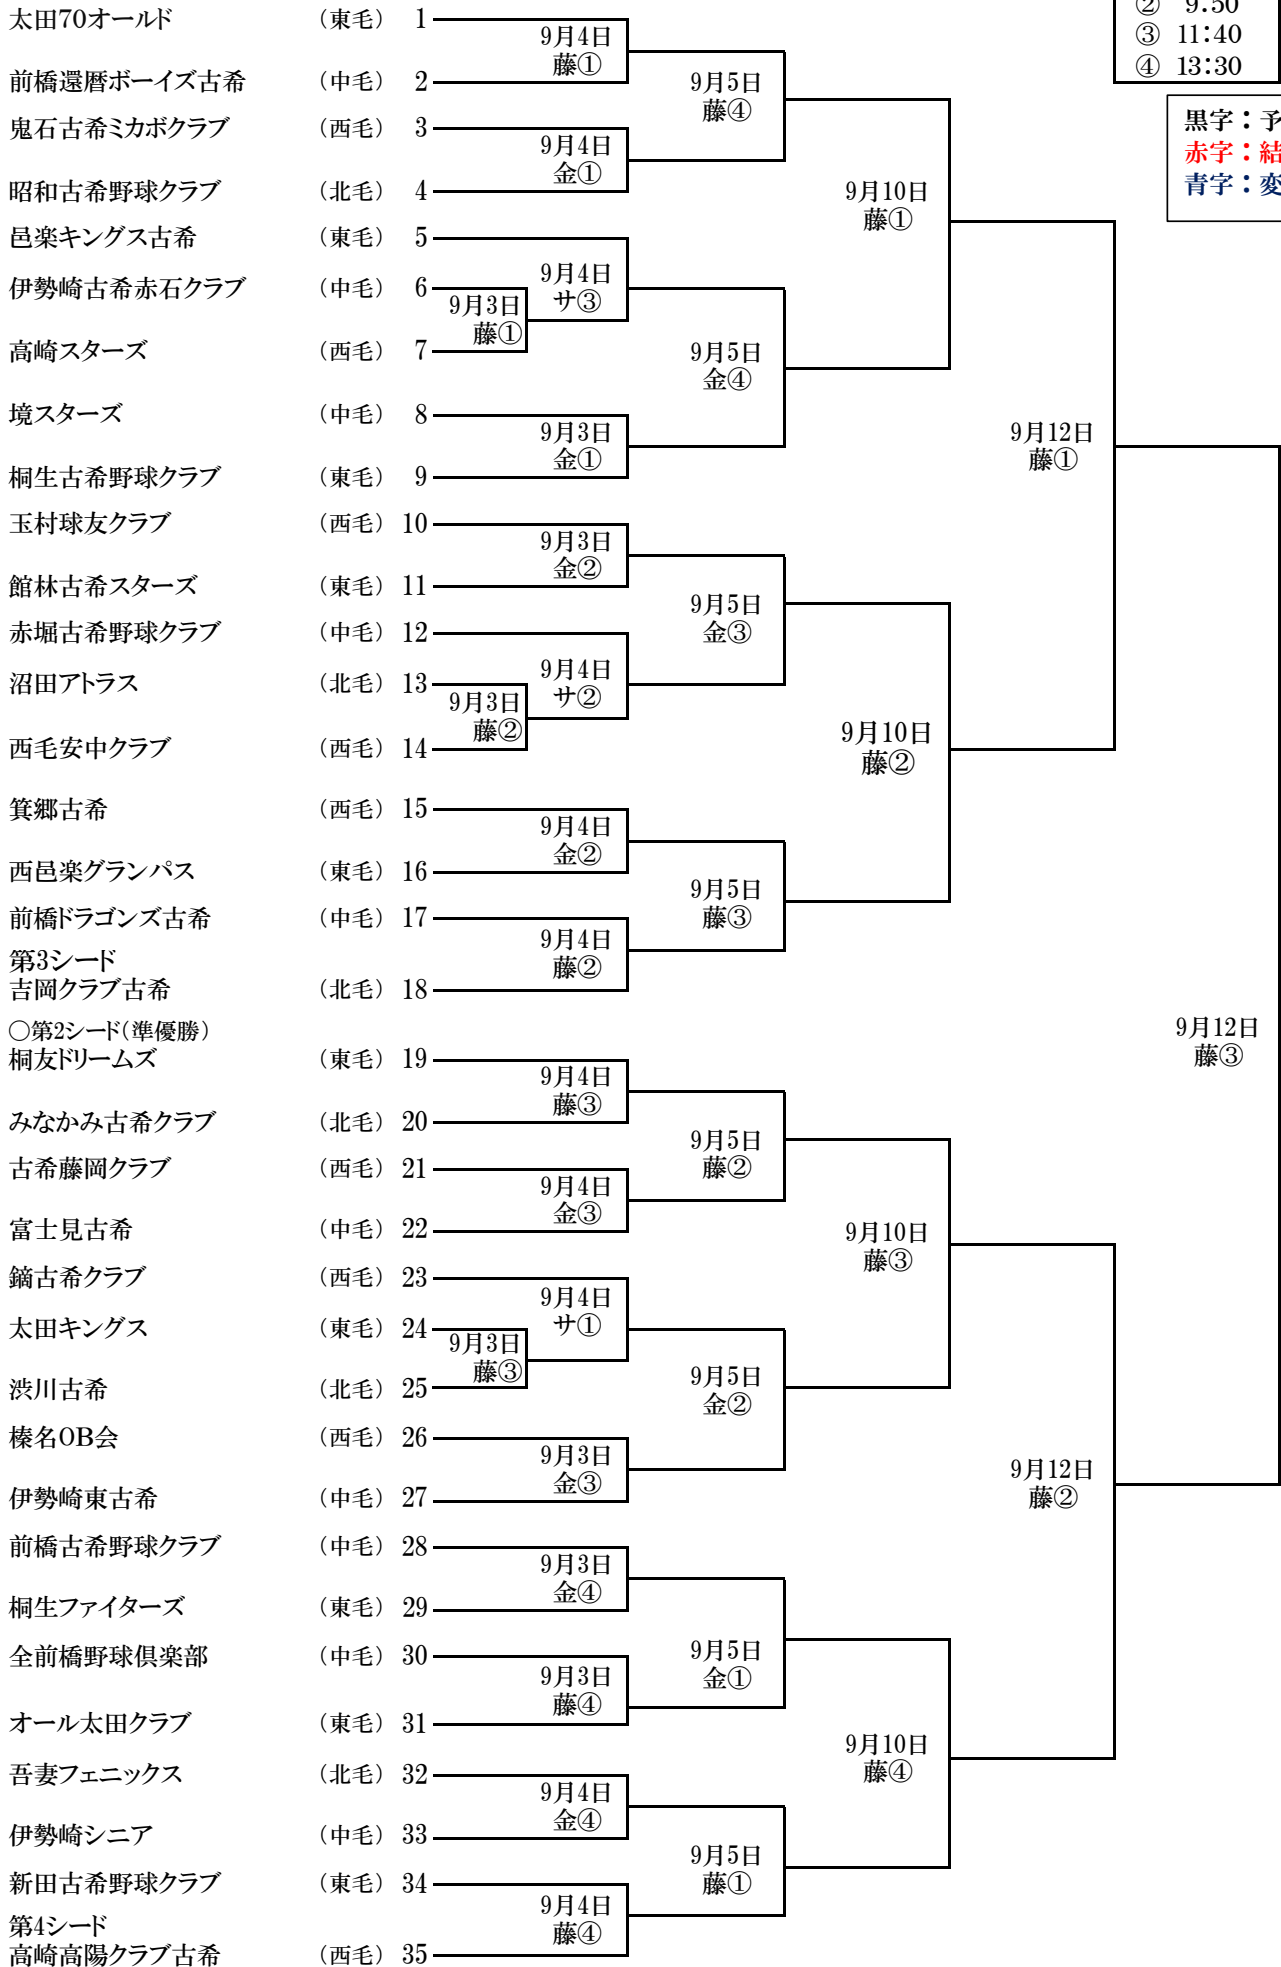 ② 9:50
③ 11:40
④ 13:30
黒字：予
赤字：結
青字：変
太田70オールド （東毛） 1
9月4日
藤①
前橋還暦ボーイズ古希 （中毛） 2
9月5日
藤④
鬼石古希ミカボクラブ （西毛） 3
9月4日
金①
昭和古希野球クラブ （北毛） 4
9月10日
藤①
邑楽キングス古希 （東毛） 5
9月4日
サ③
伊勢崎古希赤石クラブ （中毛） 6
9月3日
藤①
高崎スターズ （西毛） 7
9月5日
金④
境スターズ （中毛） 8
9月3日
金①
桐生古希野球クラブ （東毛） 9
9月12日
藤①
玉村球友クラブ （西毛） 10
9月3日
金②
館林古希スターズ （東毛） 11
9月5日
金③
赤堀古希野球クラブ （中毛） 12
9月4日
サ②
沼田アトラス （北毛） 13
9月3日
藤②
西毛安中クラブ （西毛） 14
9月10日
藤②
箕郷古希 （西毛） 15
9月4日
金②
西邑楽グランパス （東毛） 16
9月5日
藤③
前橋ドラゴンズ古希 （中毛） 17
9月4日
藤②
第3シード
吉岡クラブ古希 （北毛） 18
9月12日
藤③
○第2シード（準優勝）
桐友ドリームズ （東毛） 19
9月4日
藤③
みなかみ古希クラブ （北毛） 20
9月5日
藤②
古希藤岡クラブ （西毛） 21
9月4日
金③
富士見古希 （中毛） 22
9月10日
藤③
鏑古希クラブ （西毛） 23
9月4日
サ①
太田キングス （東毛） 24
9月3日
藤③
渋川古希 （北毛） 25
9月5日
金②
榛名OB会 （西毛） 26
9月3日
金③
伊勢崎東古希 （中毛） 27
9月12日
藤②
前橋古希野球クラブ （中毛） 28
9月3日
金④
桐生ファイターズ （東毛） 29
9月5日
金①
全前橋野球倶楽部 （中毛） 30
9月3日
藤④
オール太田クラブ （東毛） 31
9月10日
藤④
吾妻フェニックス （北毛） 32
9月4日
金④
伊勢崎シニア （中毛） 33
9月5日
藤①
新田古希野球クラブ （東毛） 34
9月4日
藤④
第4シード
高崎高陽クラブ古希 （西毛） 35